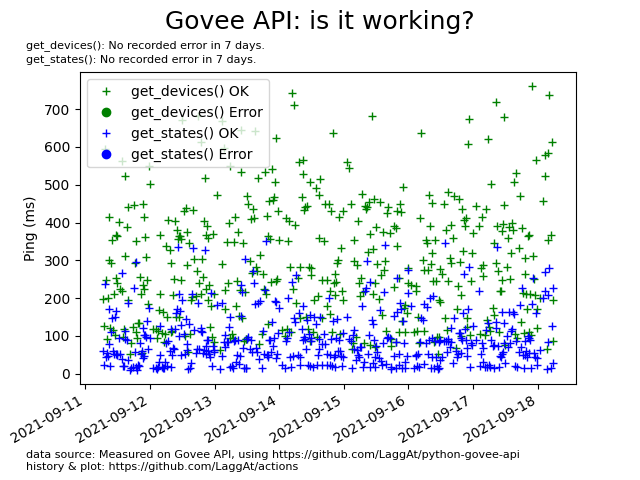 Govee API: is it working?
get_devices(): No recorded error in 7 days.
get_states(): No recorded error in 7 days.
get_devices() OK
get_devices() Error
get_states() OK
get_states() Error
Ping (ms)
700
600
500
400
300
200
100
0
2021-09-11
2021-09-12
2021-09-13
2021-09-14
2021-09-15
2021-09-16
2021-09-17
2021-09-18
data source: Measured on Govee API, using https://github.com/LaggAt/python-govee-api
history & plot: https://github.com/LaggAt/actions